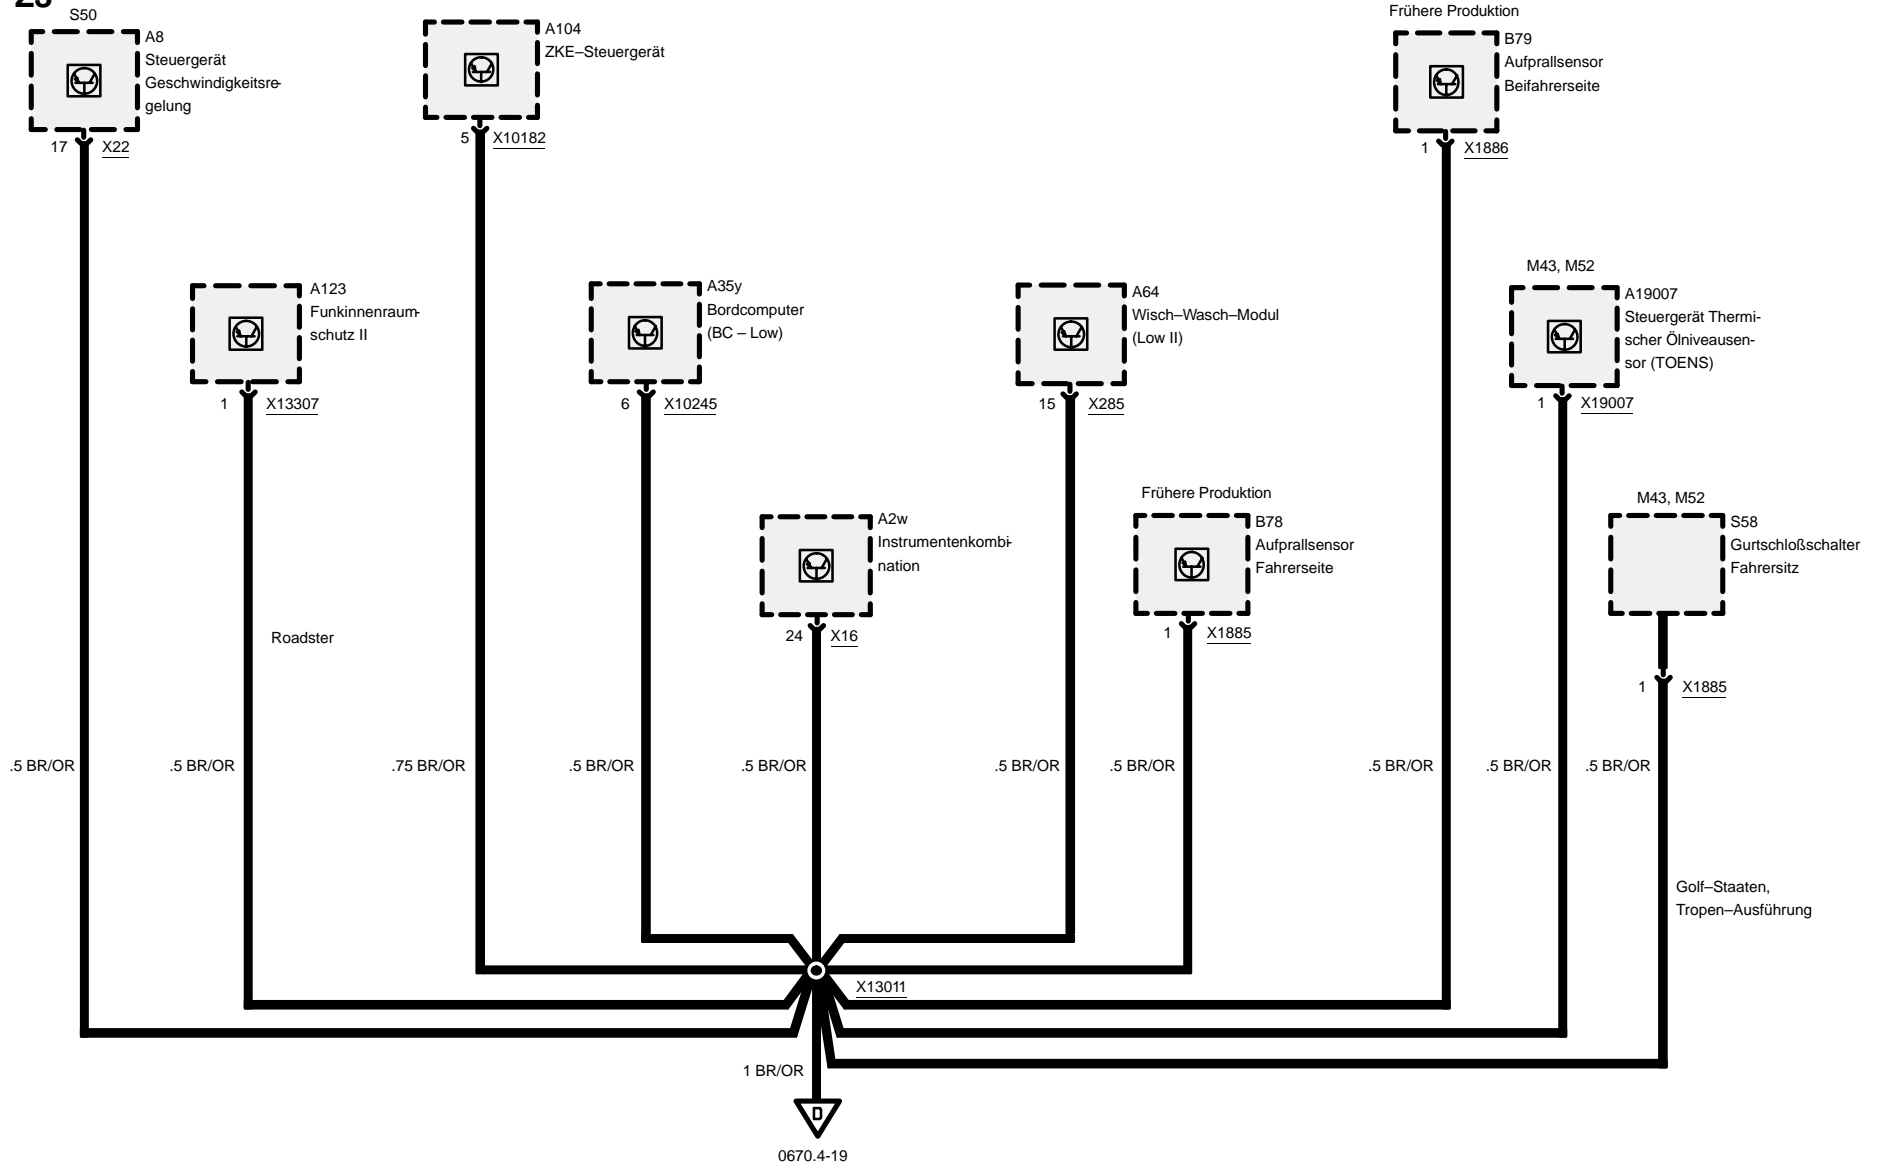 Z3
S50
A8
Steuergerät
Geschwindigkeitsre-
gelung
17
X22
A104
ZKE–Steuergerät
5
X10182
Frühere Produktion
B79
Aufprallsensor
Beifahrerseite
1
X1886
A123
Funkinnenraum-
schutz II
1
X13307
A35y
Bordcomputer
(BC – Low)
6
X10245
A64
Wisch–Wasch–Modul
(Low II)
15
X285
M43, M52
A19007
Steuergerät Thermi-
scher Ölniveausen-
sor (TOENS)
1
X19007
A2w
Instrumentenkombi-
nation
24
X16
Frühere Produktion
B78
Aufprallsensor
Fahrerseite
1
X1885
M43, M52
S58
Gurtschloßschalter
Fahrersitz
1
X1885
Roadster
.5 BR/OR
.5 BR/OR
.75 BR/OR
.5 BR/OR
.5 BR/OR
.5 BR/OR
.5 BR/OR
.5 BR/OR
.5 BR/OR
.5 BR/OR
Golf–Staaten,
Tropen–Ausführung
X13011
1 BR/OR
D
0670.4-19